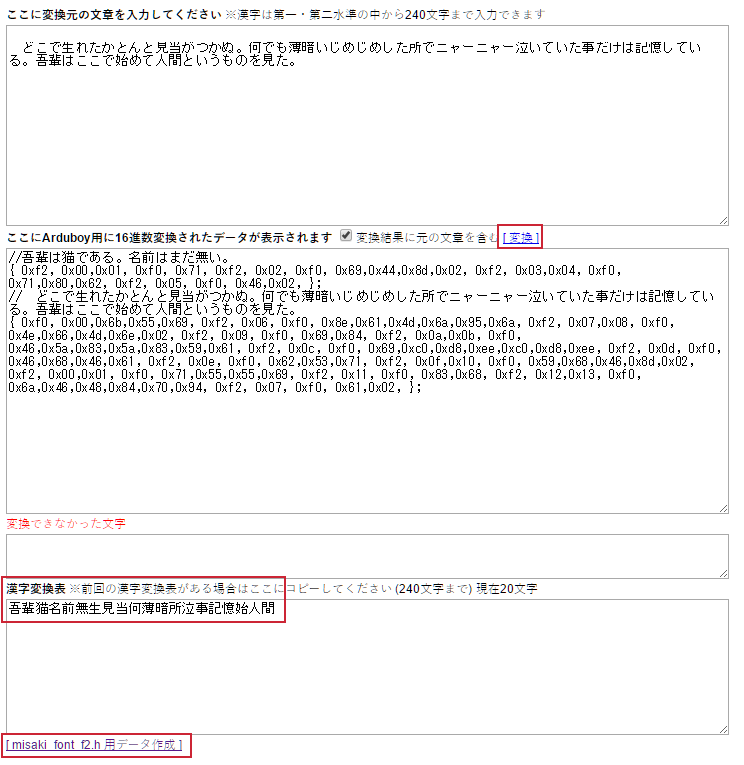 ここに変換元の文章を入力してください ※漢字は第一・第二水準の中から240文字まで入力できます
　どこで生れたかとんと見当がつかぬ。何でも薄暗いじめじめした所でニャーニャー泣いていた事だけは記憶してい
る。吾輩はここで始めて人間というものを見た。
ここにArduboy用に16進数変換されたデータが表示されます 変換結果に元の文章を含む [ 変換 ]
//吾輩は猫である。名前はまだ無い。
{ 0xf2, 0x00,0x01, 0xf0, 0x71, 0xf2, 0x02, 0xf0, 0x69,0x44,0x8d,0x02, 0xf2, 0x03,0x04, 0xf0,
0x71,0x80,0x62, 0xf2, 0x05, 0xf0, 0x46,0x02, };
//　どこで生れたかとんと見当がつかぬ。何でも薄暗いじめじめした所でニャーニャー泣いていた事だけは記憶してい
る。吾輩はここで始めて人間というものを見た。
{ 0xf0, 0x00,0x6b,0x55,0x69, 0xf2, 0x06, 0xf0, 0x8e,0x61,0x4d,0x6a,0x95,0x6a, 0xf2, 0x07,0x08, 0xf0,
0x4e,0x66,0x4d,0x6e,0x02, 0xf2, 0x09, 0xf0, 0x69,0x84, 0xf2, 0x0a,0x0b, 0xf0,
0x46,0x5a,0x83,0x5a,0x83,0x59,0x61, 0xf2, 0x0c, 0xf0, 0x69,0xc0,0xd8,0xee,0xc0,0xd8,0xee, 0xf2, 0x0d, 0xf0,
0x46,0x68,0x46,0x61, 0xf2, 0x0e, 0xf0, 0x62,0x53,0x71, 0xf2, 0x0f,0x10, 0xf0, 0x59,0x68,0x46,0x8d,0x02,
0xf2, 0x00,0x01, 0xf0, 0x71,0x55,0x55,0x69, 0xf2, 0x11, 0xf0, 0x83,0x68, 0xf2, 0x12,0x13, 0xf0,
0x6a,0x46,0x48,0x84,0x70,0x94, 0xf2, 0x07, 0xf0, 0x61,0x02, };
変換できなかった文字
漢字変換表 ※前回の漢字変換表がある場合はここにコピーしてください (240文字まで) 現在20文字
吾輩猫名前無生見当何薄暗所泣事記憶始人間
[ misaki_font_f2.h 用データ作成 ]